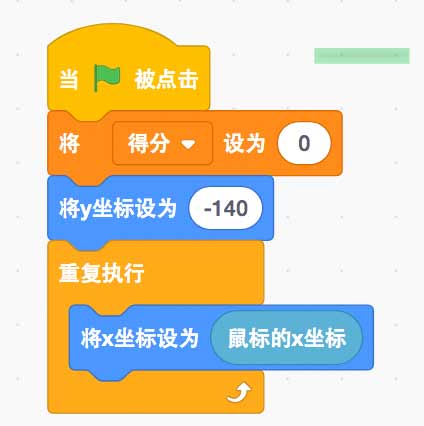 当 被点击
将 得分 设为 0
将y坐标设为 -140
重复执行
将x坐标设为 鼠标的x坐标